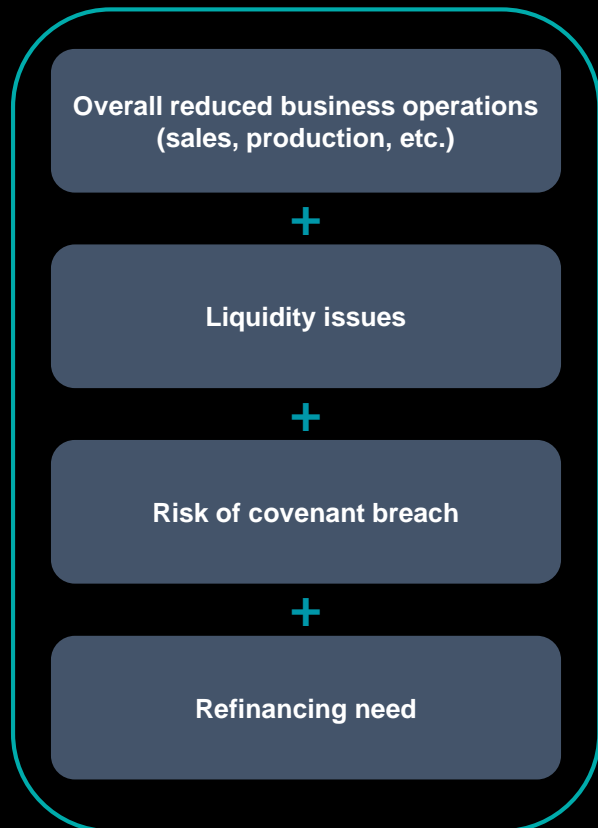 Overall reduced business operations
(sales, production, etc.)
+
Liquidity issues
+
Risk of covenant breach
+
Refinancing need